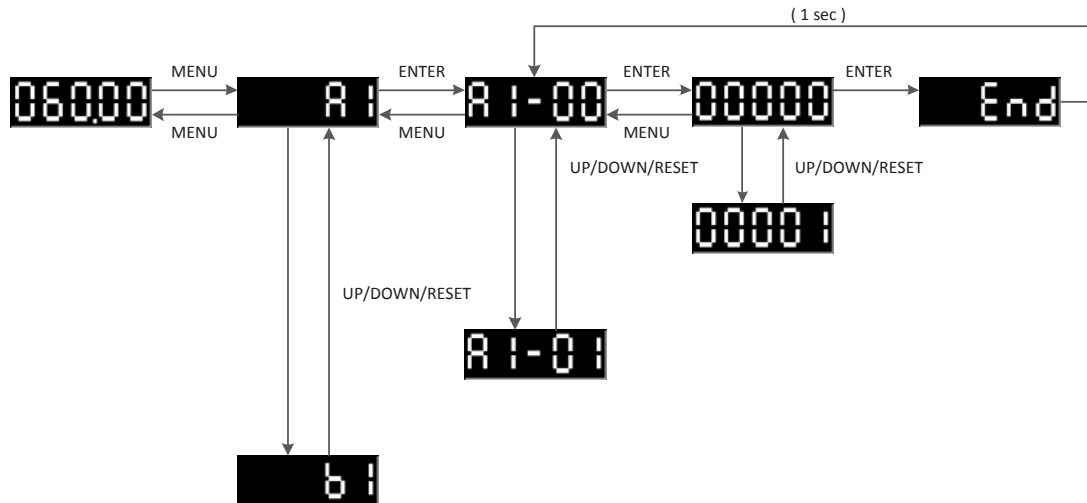 ( 1 sec )
MENU
ENTER
ENTER
ENTER
060.00
A1
A1-00
00000
End
MENU
MENU
MENU
UP/DOWN/RESET
UP/DOWN/RESET
00001
UP/DOWN/RESET
A1-01
b1